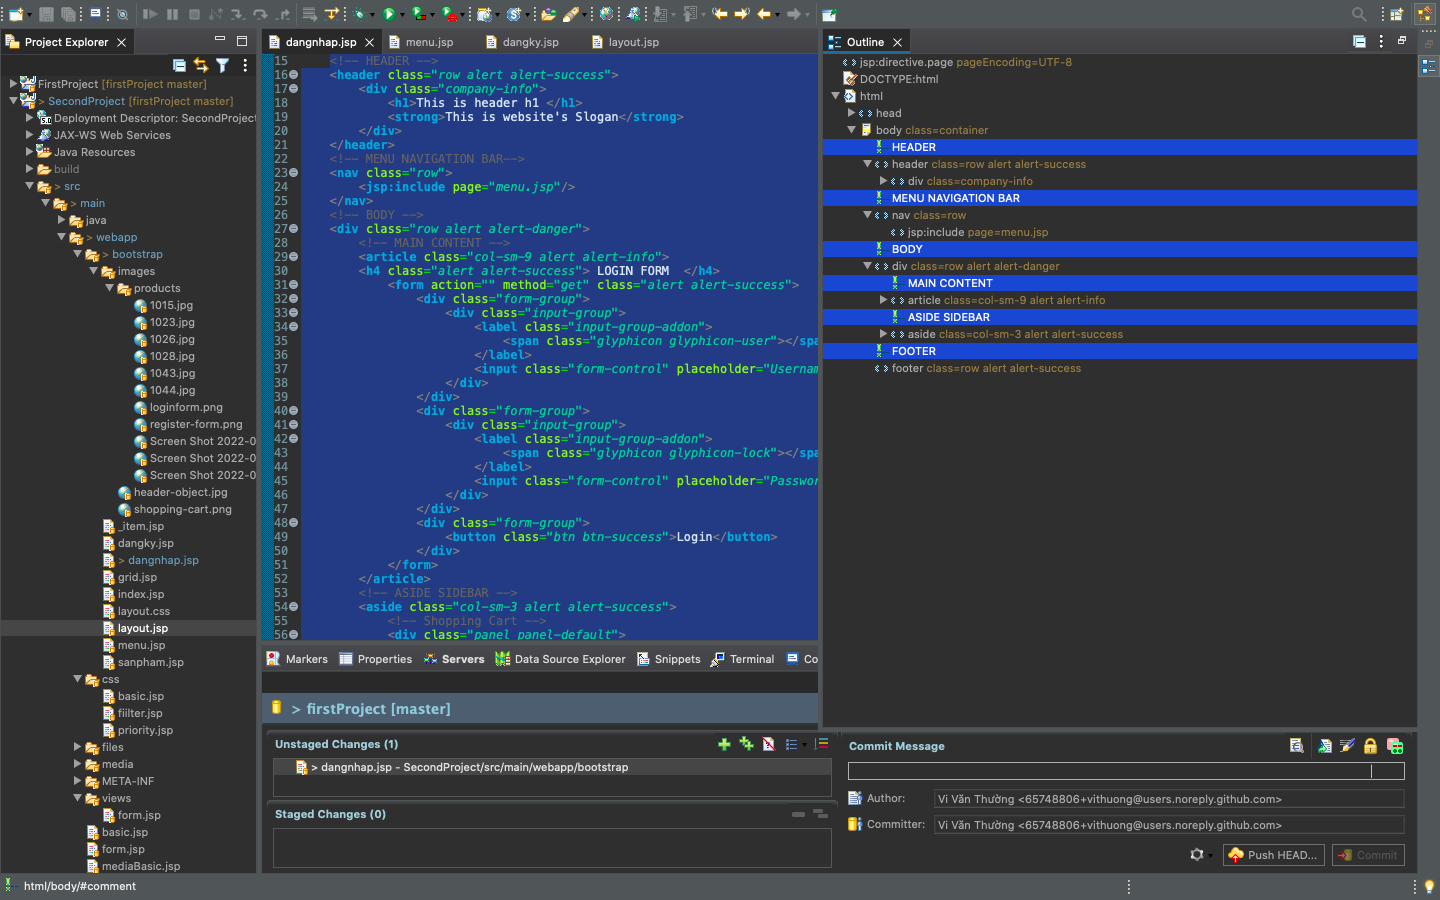 Project Explorer
FirstProject [firstProject master]
> SecondProject [firstProject master]
Deployment Descriptor: SecondProject
JAX-WS Web Services
Java Resources
build
> src
> main
java
> webapp
> bootstrap
images
products
1015.jpg
1023.jpg
1026.jpg
1028.jpg
1043.jpg
1044.jpg
loginform.png
register-form.png
Screen Shot 2022-0
Screen Shot 2022-0
Screen Shot 2022-0
header-object.jpg
shopping-cart.png
_item.jsp
dangky.jsp
> dangnhap.jsp
grid.jsp
index.jsp
layout.css
layout.jsp
menu.jsp
sanpham.jsp
css
basic.jsp
fiilter.jsp
priority.jsp
files
media
META-INF
views
form.jsp
basic.jsp
form.jsp
mediaBasic.jsp
dangnhap.jsp
menu.jsp
dangky.jsp
layout.jsp
15 <!-- HEADER -->
16 <header class="row alert alert-success">
17 <div class="company-info">
18 <h1>This is header h1 </h1>
19 <strong>This is website's Slogan</strong>
20 </div>
21 </header>
22 <!-- MENU NAVIGATION BAR-->
23 <nav class="row">
24 <jsp:include page="menu.jsp"/>
25 </nav>
26 <!-- BODY -->
27 <div class="row alert alert-danger">
28 <!-- MAIN CONTENT -->
29 <article class="col-sm-9 alert alert-info">
30 <h4 class="alert alert-success"> LOGIN FORM </h4>
31 <form action="" method="get" class="alert alert-success">
32 <div class="form-group">
33 <div class="input-group">
34 <label class="input-group-addon">
35 <span class="glyphicon glyphicon-user"></spa
36 </label>
37 <input class="form-control" placeholder="Usernam
38 </div>
39 </div>
40 <div class="form-group">
41 <div class="input-group">
42 <label class="input-group-addon">
43 <span class="glyphicon glyphicon-lock"></spa
44 </label>
45 <input class="form-control" placeholder="Passwor
46 </div>
47 </div>
48 <div class="form-group">
49 <button class="btn btn-success">Login</button>
50 </div>
51 </form>
52 </article>
53 <!-- ASIDE SIDEBAR -->
54 <aside class="col-sm-3 alert alert-success">
55 <!-- Shopping Cart -->
56 <div class="panel panel-default">
Markers
Properties
Servers
Data Source Explorer
Snippets
Terminal
Co
> firstProject [master]
Unstaged Changes (1)
> dangnhap.jsp - SecondProject/src/main/webapp/bootstrap
Staged Changes (0)
Outline
jsp:directive.page pageEncoding=UTF-8
DOCTYPE:html
html
head
body class=container
HEADER
header class=row alert alert-success
div class=company-info
MENU NAVIGATION BAR
nav class=row
jsp:include page=menu.jsp
BODY
div class=row alert alert-danger
MAIN CONTENT
article class=col-sm-9 alert alert-info
ASIDE SIDEBAR
aside class=col-sm-3 alert alert-success
FOOTER
footer class=row alert alert-success
Commit Message
Author: Vi Văn Thường <65748806+vithuong@users.noreply.github.com>
Committer: Vi Văn Thường <65748806+vithuong@users.noreply.github.com>
Push HEAD...
Commit
html/body/#comment